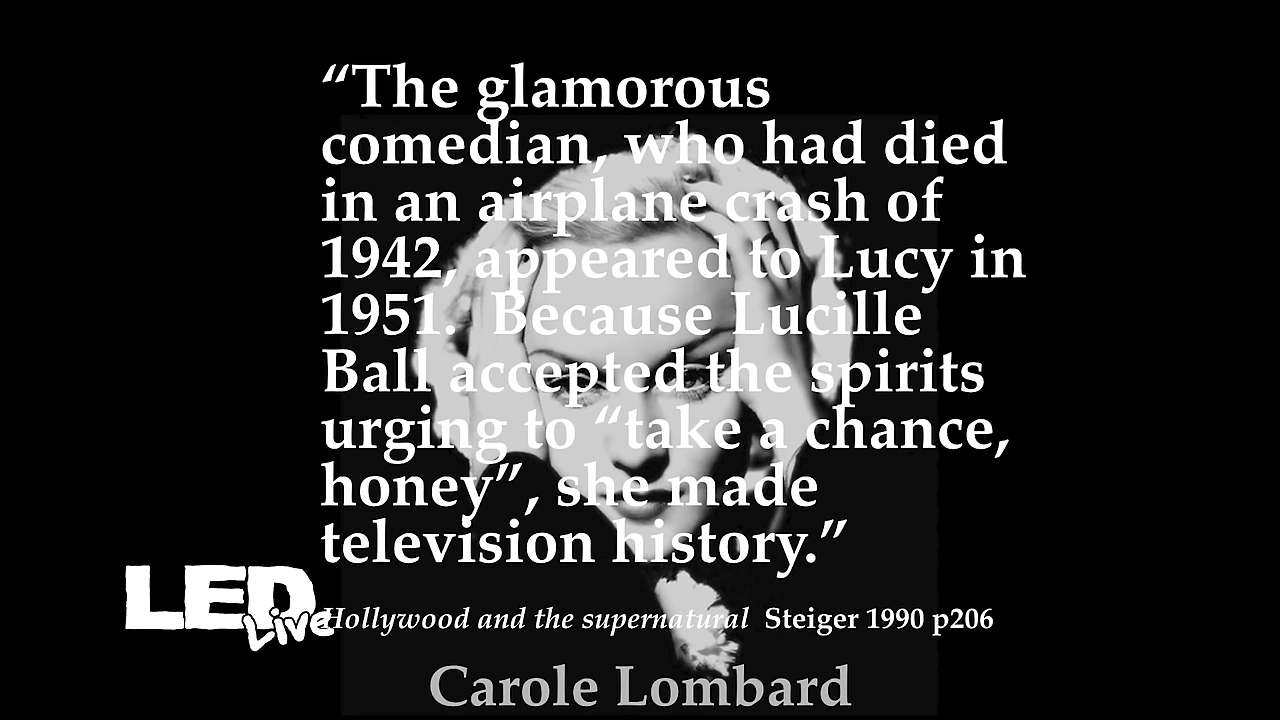 “The glamorous
comedian, who had died
in an airplane crash of
1942, appeared to Lucy in
1951.  Because Lucille
Ball accepted the spirits
urging to “take a chance,
honey”, she made
television history.”
LED
Live
Hollywood and the supernatural  Steiger 1990 p206
Carole Lombard